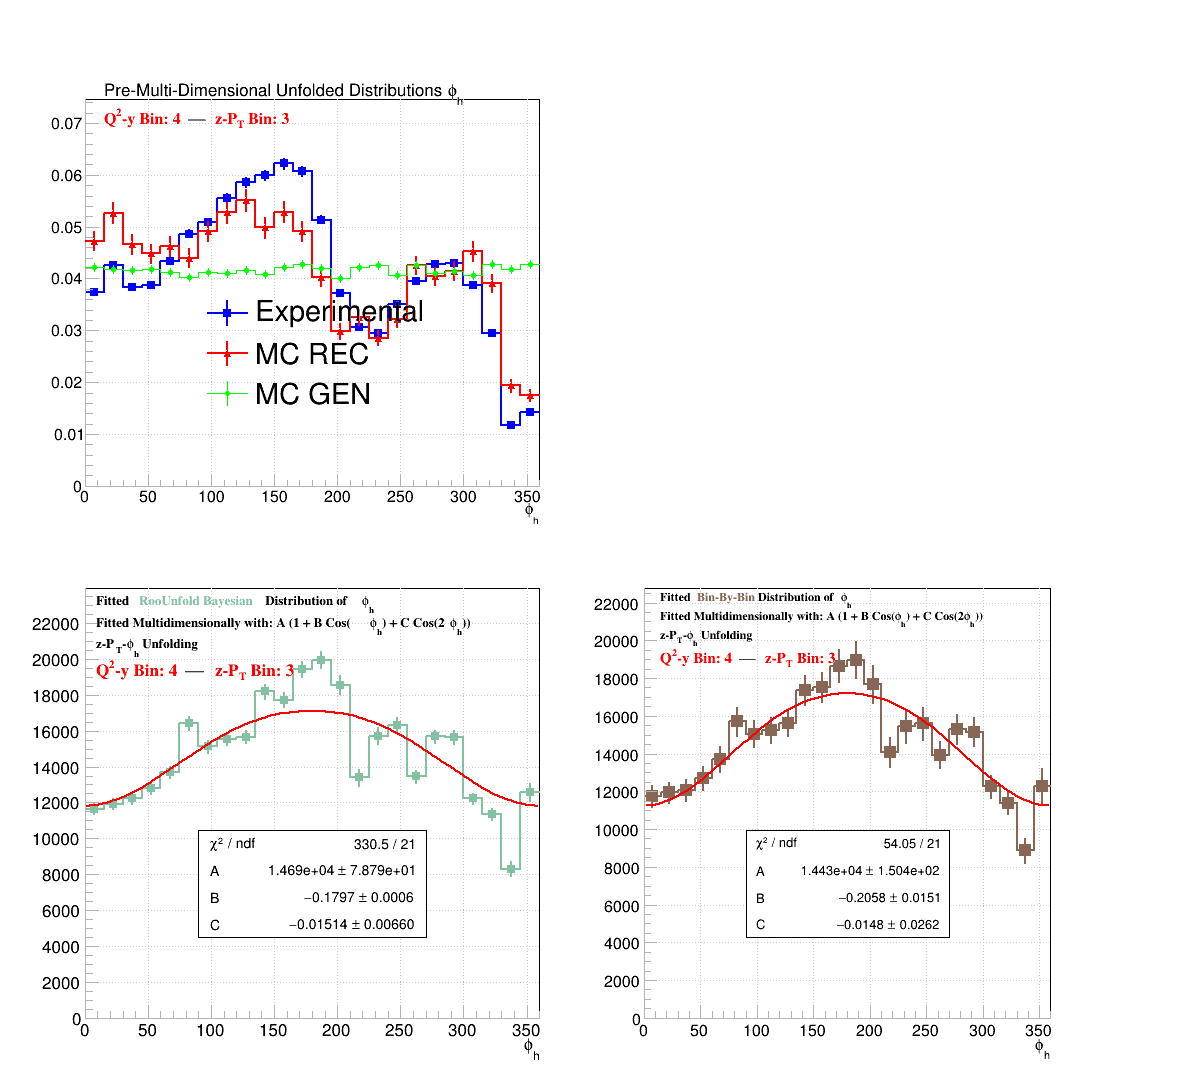 Pre-Multi-Dimensional Unfolded Distributions ϕh
Q²-y Bin: 4 — z-PT Bin: 3
0.07
0.06
0.05
0.04
0.03
0.02
0.01
0
Experimental
MC REC
MC GEN
0 50 100 150 200 250 300 350
ϕh
Fitted RooUnfold Bayesian Distribution of ϕh
Fitted Multidimensionally with: A (1 + B Cos( ϕh) + C Cos(2 ϕh))
z-PT-ϕh Unfolding
Q²-y Bin: 4 — z-PT Bin: 3
22000
20000
18000
16000
14000
12000
10000
8000
6000
4000
2000
0
χ² / ndf 330.5 / 21
A 1.469e+04 ± 7.879e+01
B −0.1797 ± 0.0006
C −0.01514 ± 0.00660
0 50 100 150 200 250 300 350
ϕh
Fitted Bin-By-Bin Distribution of ϕh
Fitted Multidimensionally with: A (1 + B Cos(ϕh) + C Cos(2ϕh))
z-PT-ϕh Unfolding
Q²-y Bin: 4 — z-PT Bin: 3
22000
20000
18000
16000
14000
12000
10000
8000
6000
4000
2000
0
χ² / ndf 54.05 / 21
A 1.443e+04 ± 1.504e+02
B −0.2058 ± 0.0151
C −0.0148 ± 0.0262
0 50 100 150 200 250 300 350
ϕh